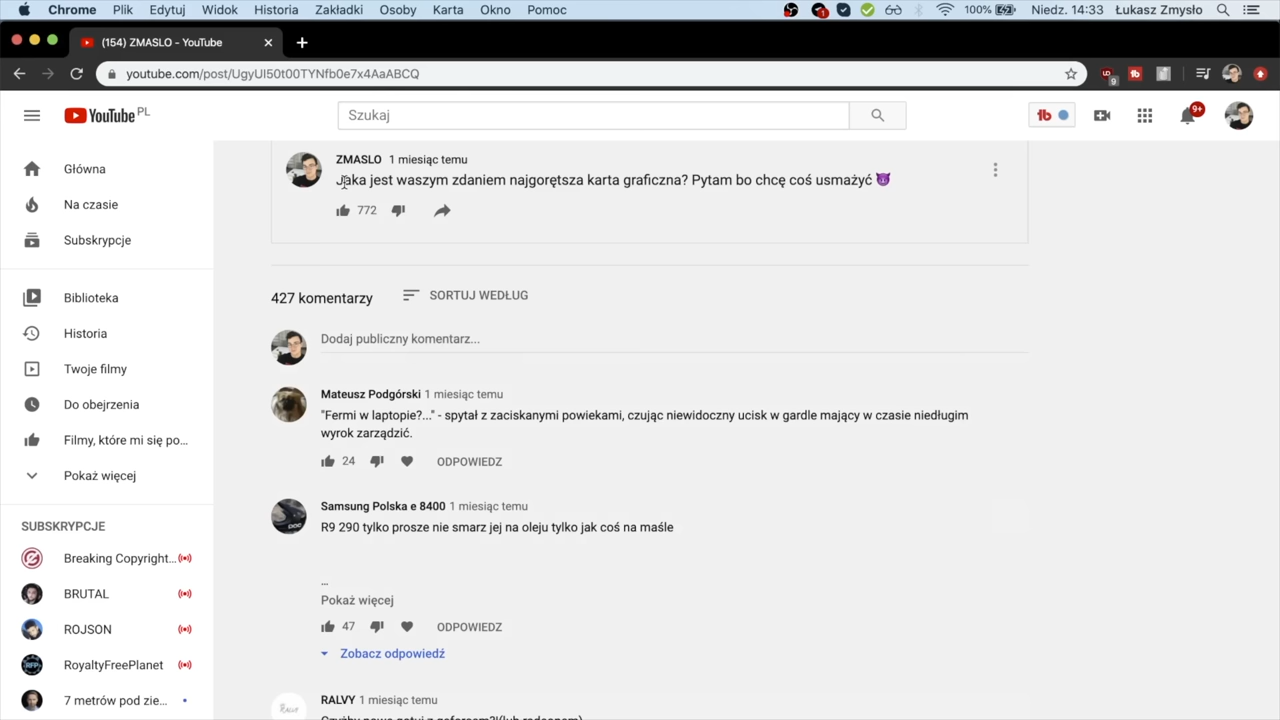 Chrome Plik Edytuj Widok Historia Zakładki Osoby Karta Okno Pomoc 1 100% Niedz. 14:33 Łukasz Zmysło
(154) ZMASLO - YouTube
youtube.com/post/UgyUI50t00TYNfb0e7x4AaABCQ 9 tb
YouTube PL Szukaj tb 9+
ZMASLO 1 miesiąc temu
Jaka jest waszym zdaniem najgorętsza karta graficzna? Pytam bo chcę coś usmażyć 😈
772
427 komentarzy SORTUJ WEDŁUG
Dodaj publiczny komentarz...
Mateusz Podgórski 1 miesiąc temu
"Fermi w laptopie?..." - spytał z zaciskanymi powiekami, czując niewidoczny ucisk w gardle mający w czasie niedługim
wyrok zarządzić.
24 ODPOWIEDZ
Samsung Polska e 8400 1 miesiąc temu
R9 290 tylko prosze nie smarz jej na oleju tylko jak coś na maśle
...
Pokaż więcej
47 ODPOWIEDZ
Zobacz odpowiedź
RALVY 1 miesiąc temu
Główna
Na czasie
Subskrypcje
Biblioteka
Historia
Twoje filmy
Do obejrzenia
Filmy, które mi się po...
Pokaż więcej
SUBSKRYPCJE
Breaking Copyright...
BRUTAL
ROJSON
RoyaltyFreePlanet
7 metrów pod zie...